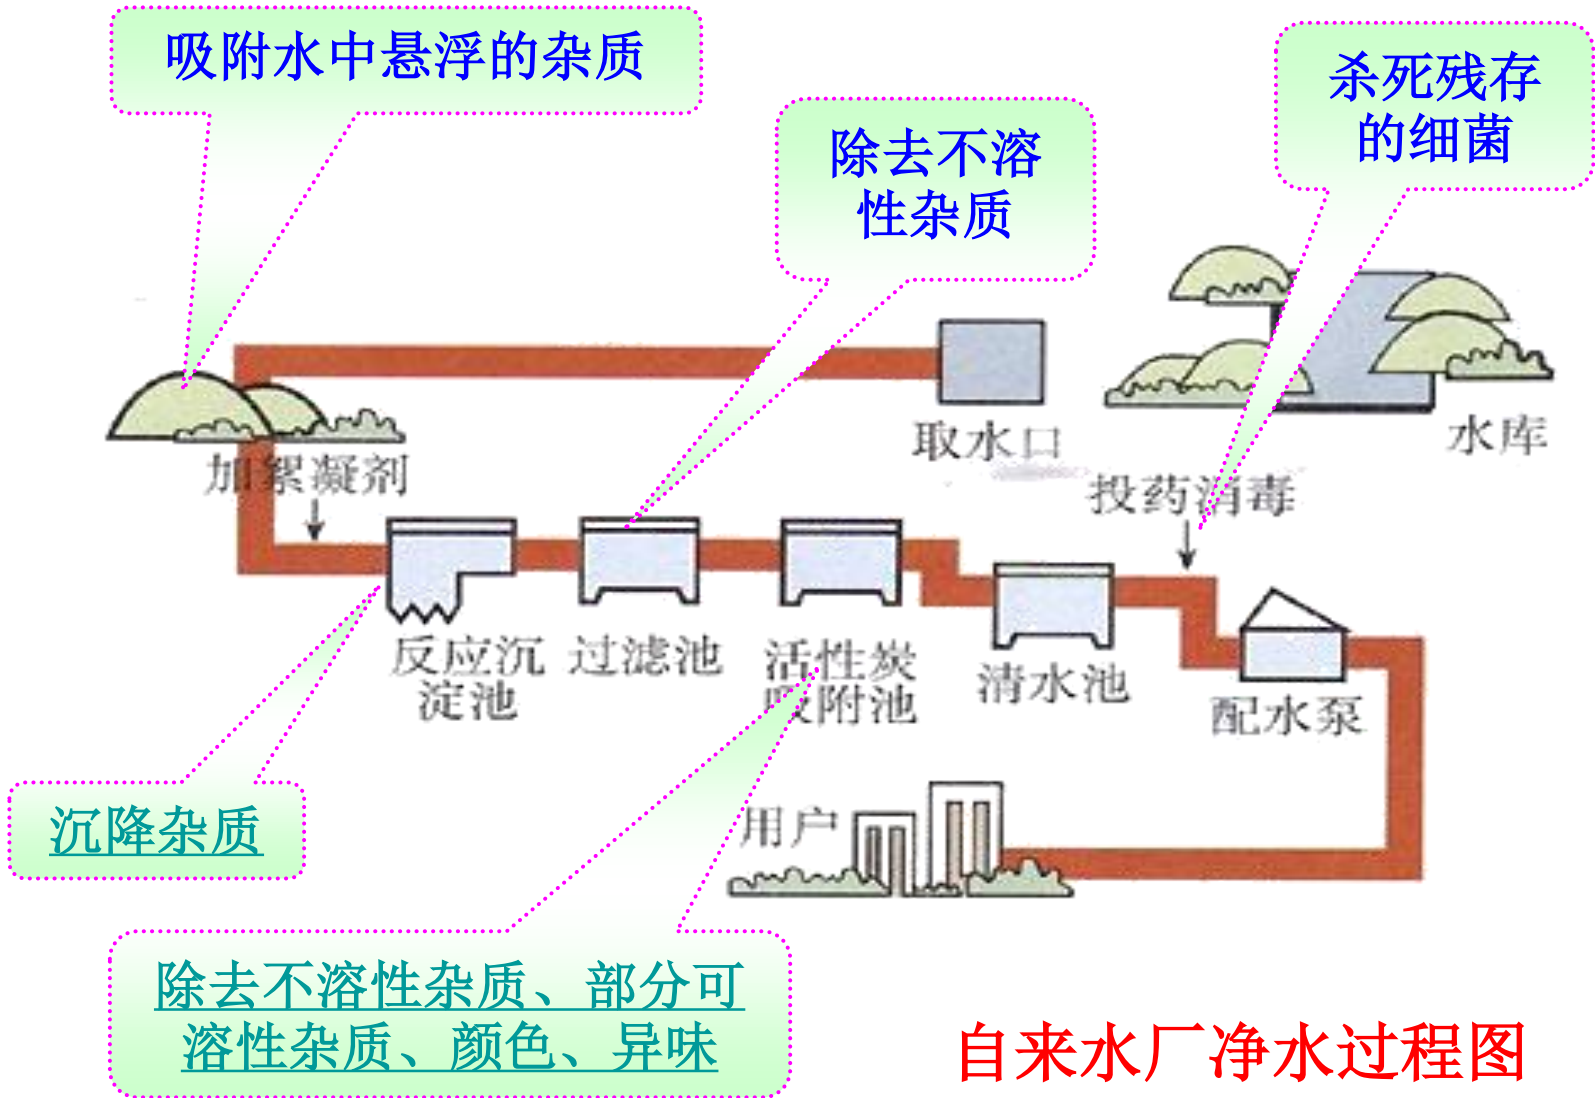 吸附水中悬浮的杂质
杀死残存
的细菌
除去不溶
性杂质
取水口
水库
加絮凝剂
投药消毒
反应沉
淀池
过滤池
活性炭
吸附池
清水池
配水泵
沉降杂质
用户
除去不溶性杂质、部分可
溶性杂质、颜色、异味
自来水厂净水过程图